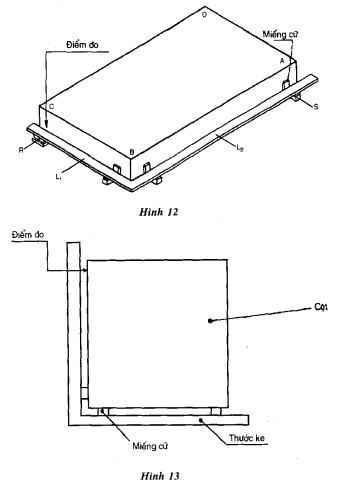 D
Điểm đo
Miếng cữ
A
C
S
B
R
L₁
L₂
Hình 12
Điểm đo
Cột
Miếng cữ
Thước ke
Hình 13